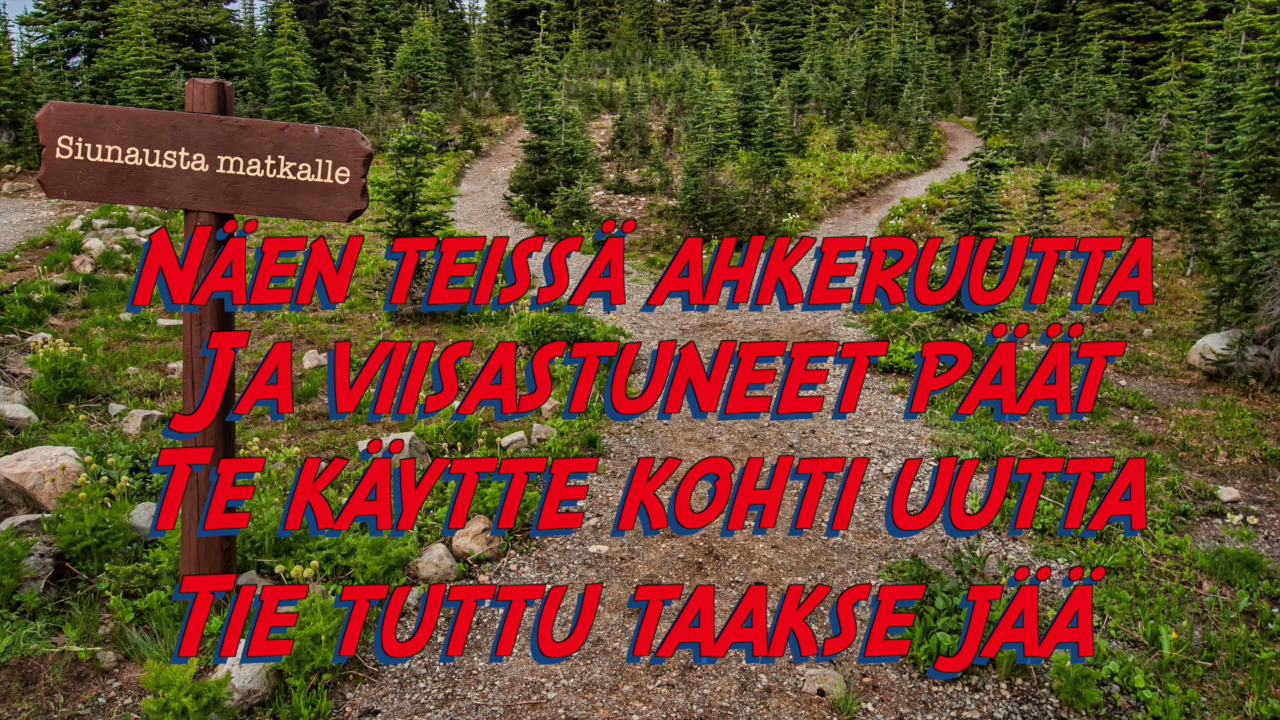 Siunausta matkalle
NÄEN TEISSÄ AHKERUUTTA
JA VIISASTUNEET PÄÄT
TE KÄYTTE KOHTI UUTTA
TIE TUTTU TAAKSE JÄÄ